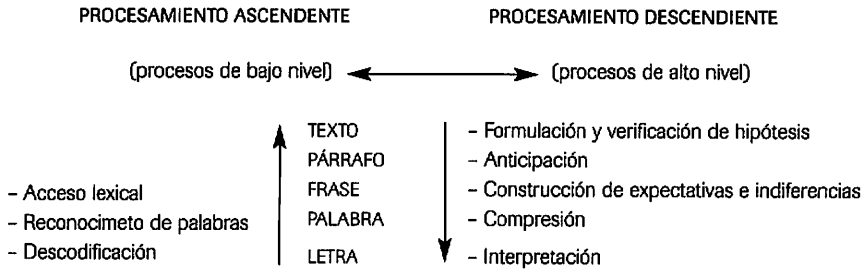 PROCESAMIENTO ASCENDENTE PROCESAMIENTO DESCENDIENTE
(procesos de bajo nivel) (procesos de alto nivel)
TEXTO – Formulación y verificación de hipótesis
PÁRRAFO – Anticipación
– Acceso lexical FRASE – Construcción de expectativas e indiferencias
– Reconocimeto de palabras PALABRA – Compresión
– Descodificación LETRA – Interpretación